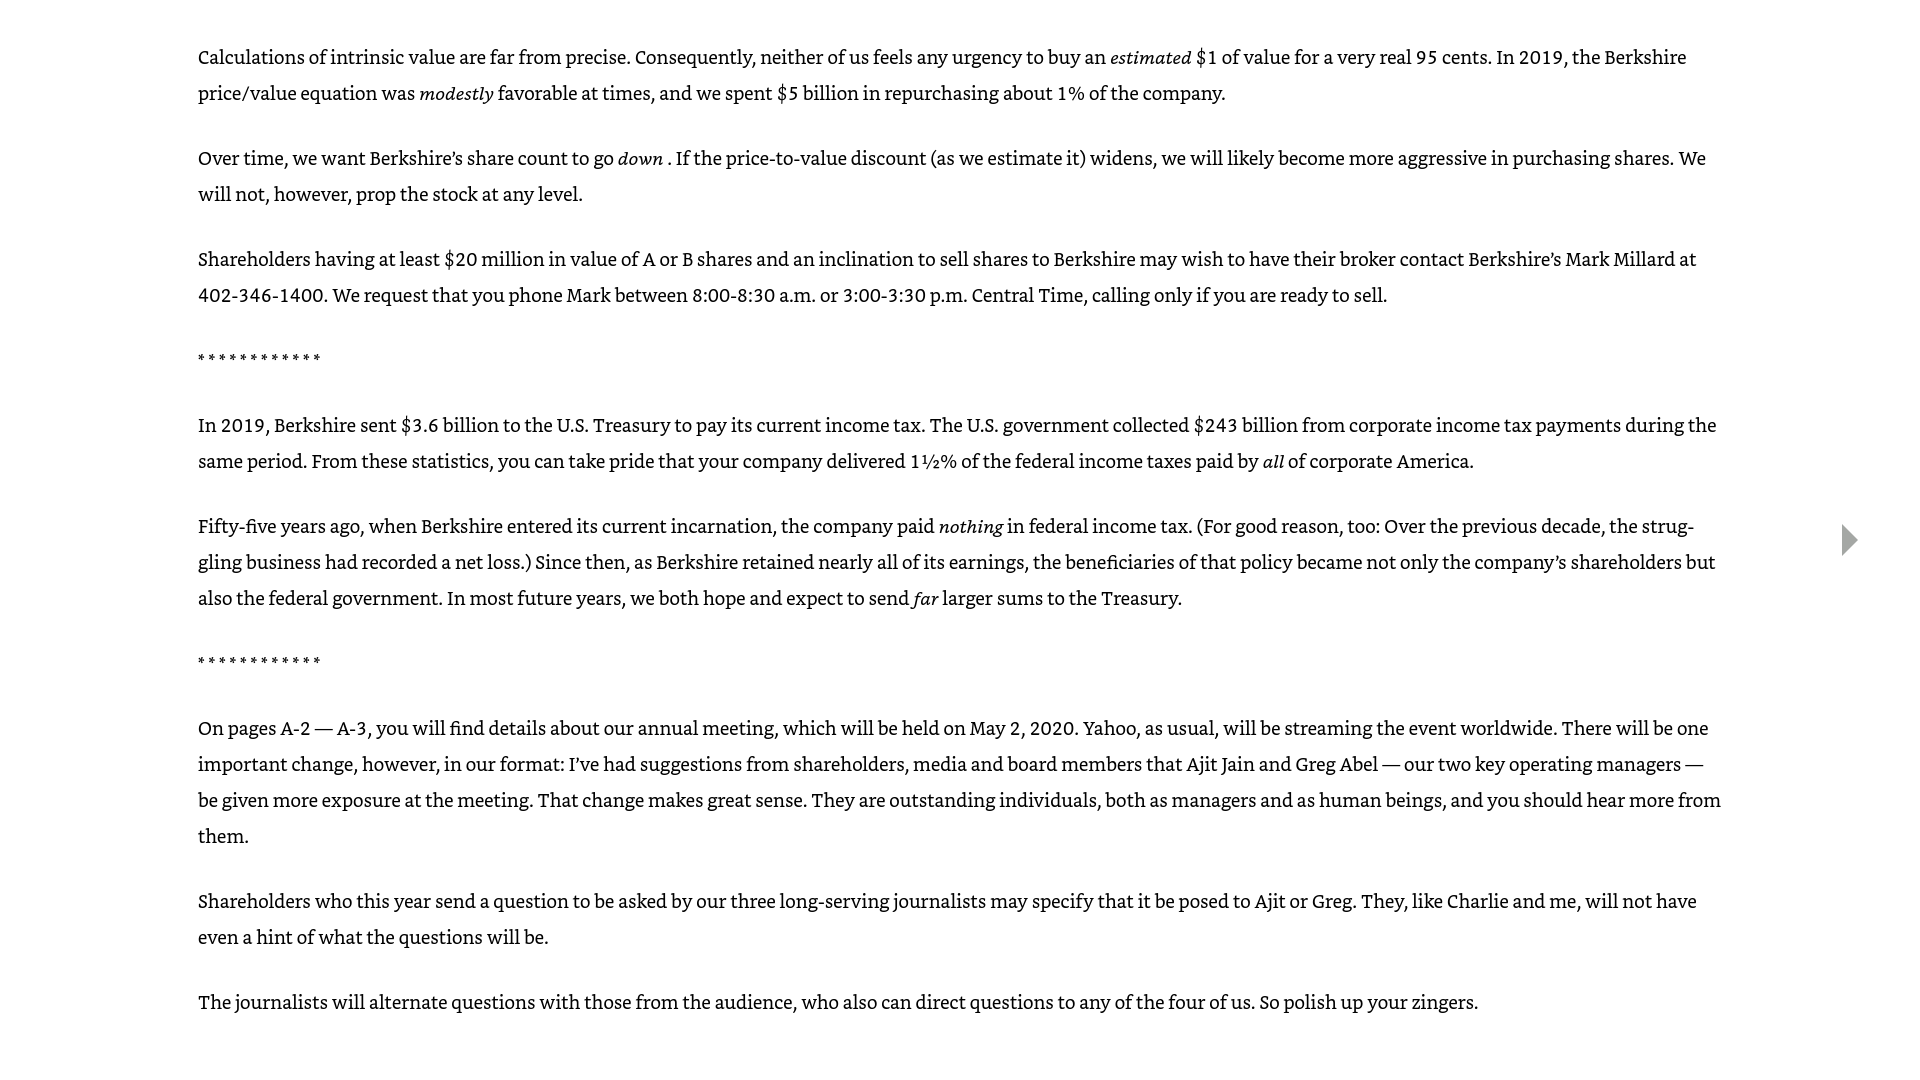 Calculations of intrinsic value are far from precise. Consequently, neither of us feels any urgency to buy an estimated $1 of value for a very real 95 cents. In 2019, the Berkshire
price/value equation was modestly favorable at times, and we spent $5 billion in repurchasing about 1% of the company.
Over time, we want Berkshire’s share count to go down . If the price-to-value discount (as we estimate it) widens, we will likely become more aggressive in purchasing shares. We
will not, however, prop the stock at any level.
Shareholders having at least $20 million in value of A or B shares and an inclination to sell shares to Berkshire may wish to have their broker contact Berkshire’s Mark Millard at
402-346-1400. We request that you phone Mark between 8:00-8:30 a.m. or 3:00-3:30 p.m. Central Time, calling only if you are ready to sell.
* * * * * * * * * * * *
In 2019, Berkshire sent $3.6 billion to the U.S. Treasury to pay its current income tax. The U.S. government collected $243 billion from corporate income tax payments during the
same period. From these statistics, you can take pride that your company delivered 1½% of the federal income taxes paid by all of corporate America.
Fifty-five years ago, when Berkshire entered its current incarnation, the company paid nothing in federal income tax. (For good reason, too: Over the previous decade, the strug-
gling business had recorded a net loss.) Since then, as Berkshire retained nearly all of its earnings, the beneficiaries of that policy became not only the company’s shareholders but
also the federal government. In most future years, we both hope and expect to send far larger sums to the Treasury.
* * * * * * * * * * * *
On pages A-2 — A-3, you will find details about our annual meeting, which will be held on May 2, 2020. Yahoo, as usual, will be streaming the event worldwide. There will be one
important change, however, in our format: I’ve had suggestions from shareholders, media and board members that Ajit Jain and Greg Abel — our two key operating managers —
be given more exposure at the meeting. That change makes great sense. They are outstanding individuals, both as managers and as human beings, and you should hear more from
them.
Shareholders who this year send a question to be asked by our three long-serving journalists may specify that it be posed to Ajit or Greg. They, like Charlie and me, will not have
even a hint of what the questions will be.
The journalists will alternate questions with those from the audience, who also can direct questions to any of the four of us. So polish up your zingers.